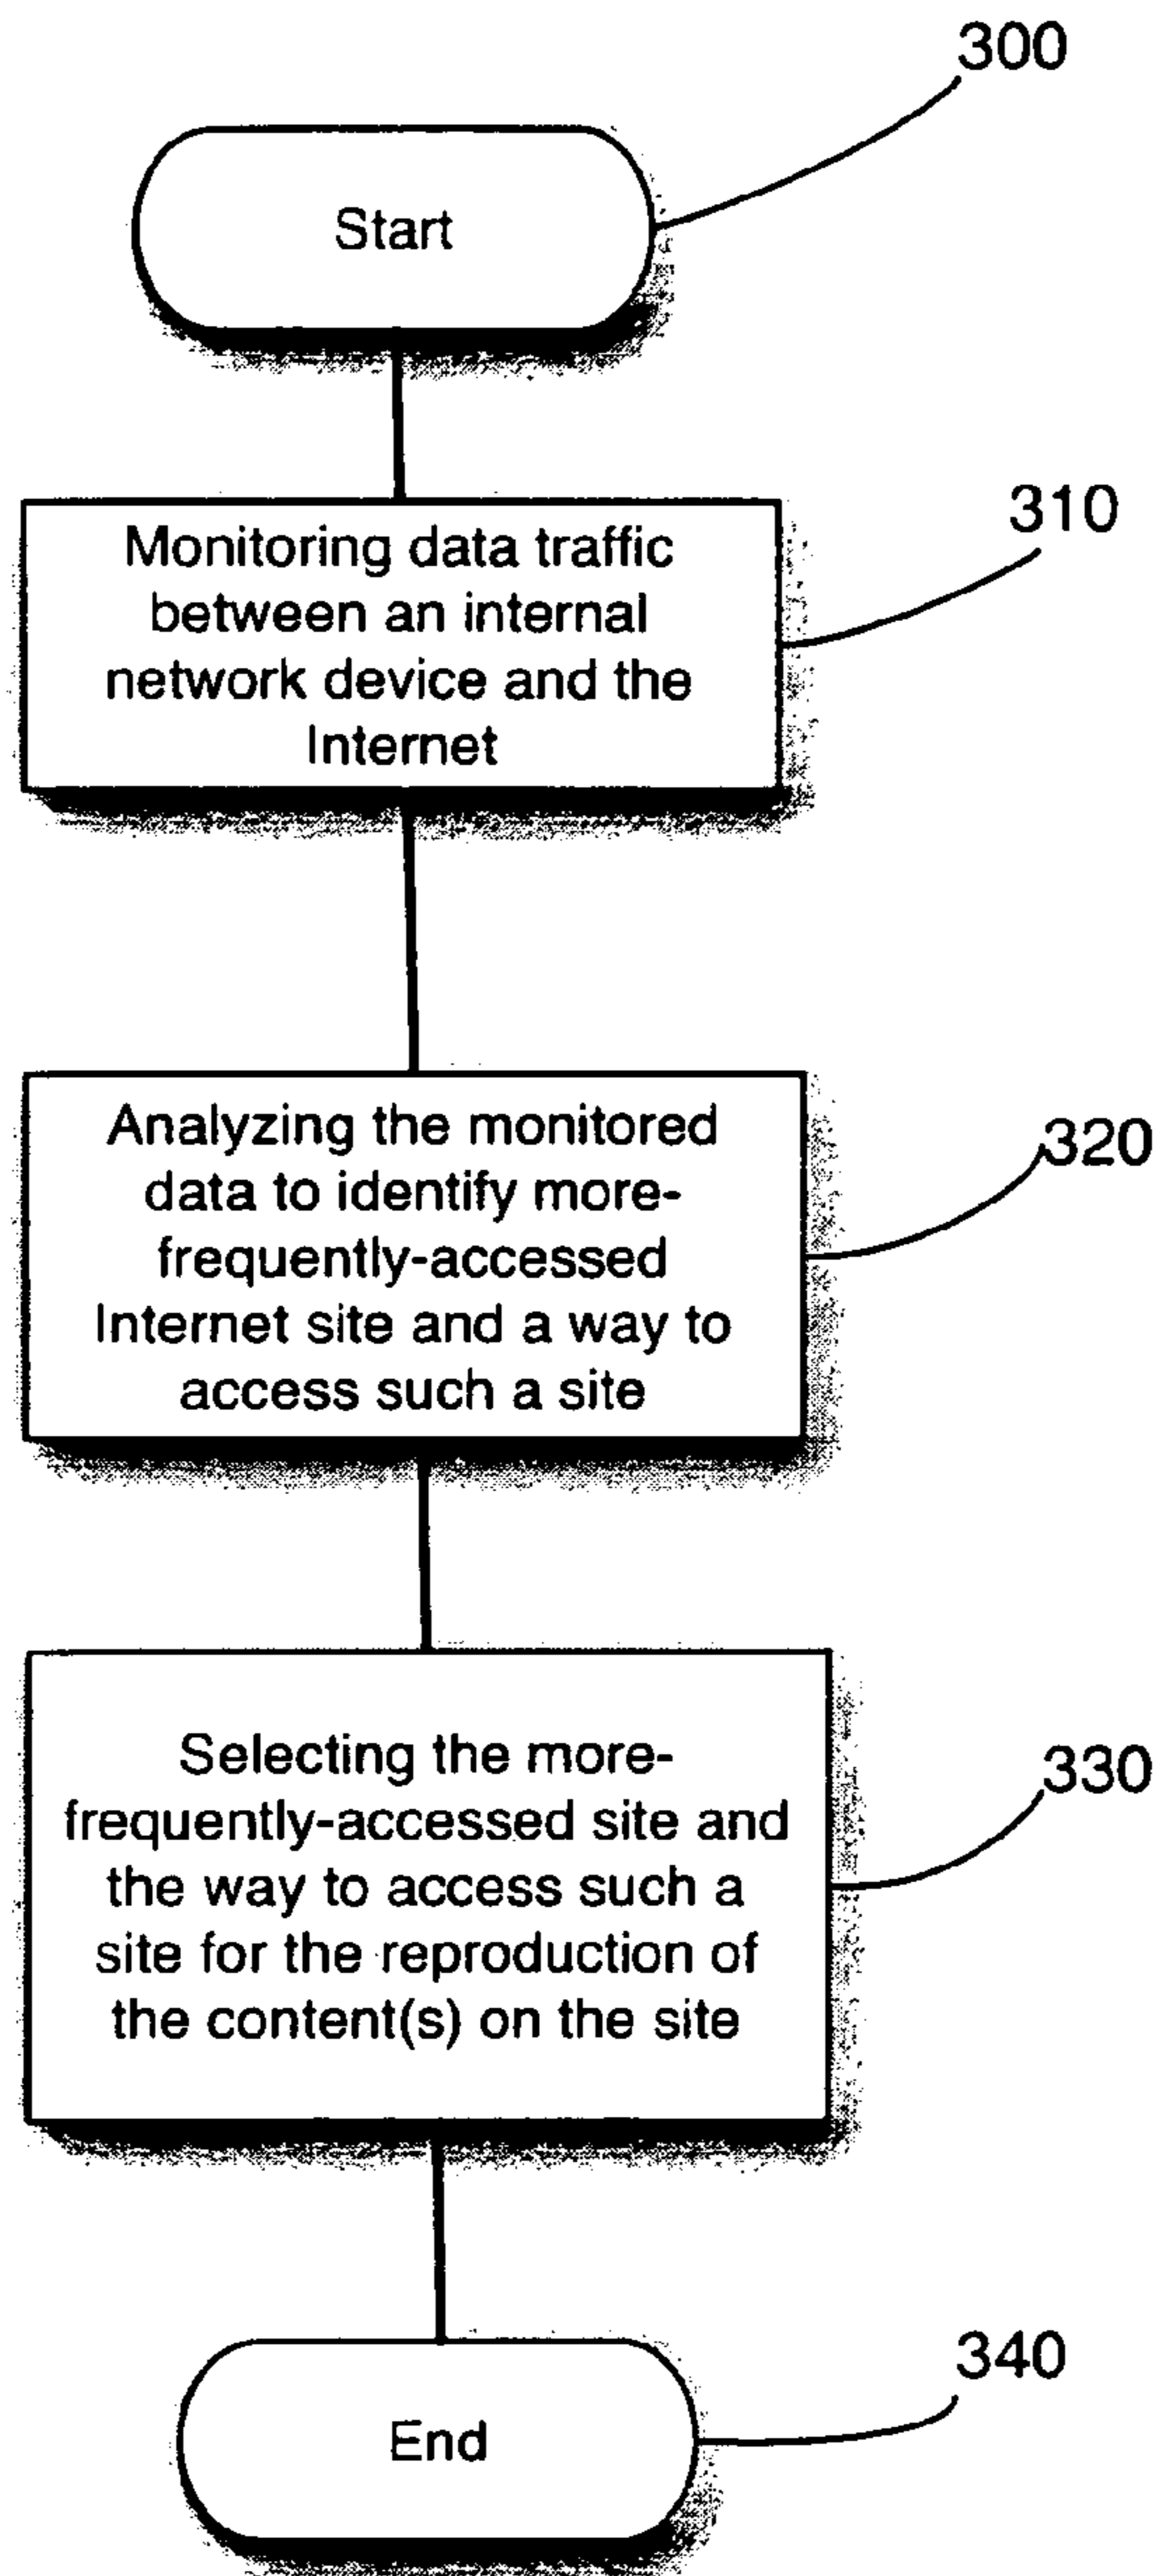 300
Start
310
Monitoring data traffic
between an internal
network device and the
Internet
320
Analyzing the monitored
data to identify more-
frequently-accessed
Internet site and a way to
access such a site
330
Selecting the more-
frequently-accessed site and
the way to access such a
site for the reproduction of
the content(s) on the site
340
End